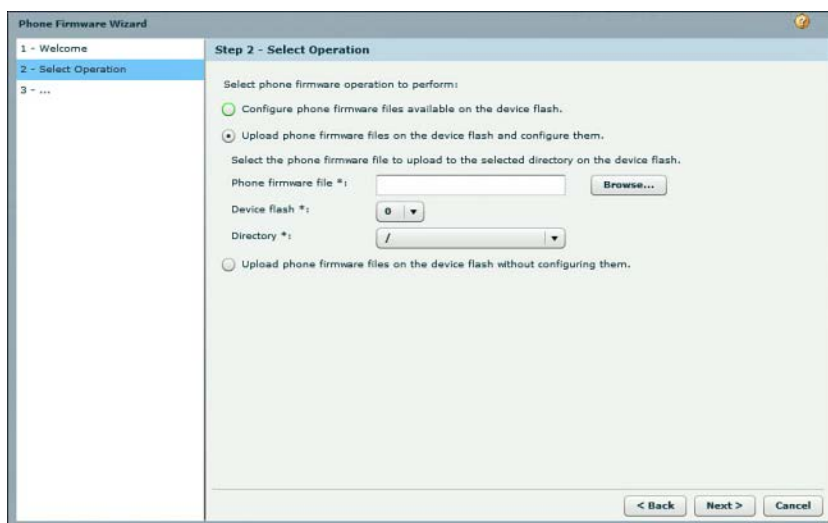 Phone Firmware Wizard
1 - Welcome
2 - Select Operation
3 - ...
Step 2 - Select Operation
Select phone firmware operation to perform:
Configure phone firmware files available on the device flash.
Upload phone firmware files on the device flash and configure them.
Select the phone firmware file to upload to the selected directory on the device flash.
Phone firmware file *:
Browse...
Device flash *:
0
Directory *:
/
Upload phone firmware files on the device flash without configuring them.
< Back
Next >
Cancel